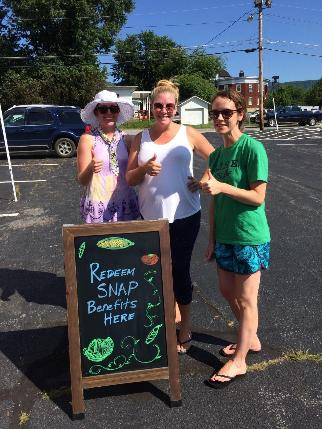 REDEEM
SNAP
Benefits
HERE